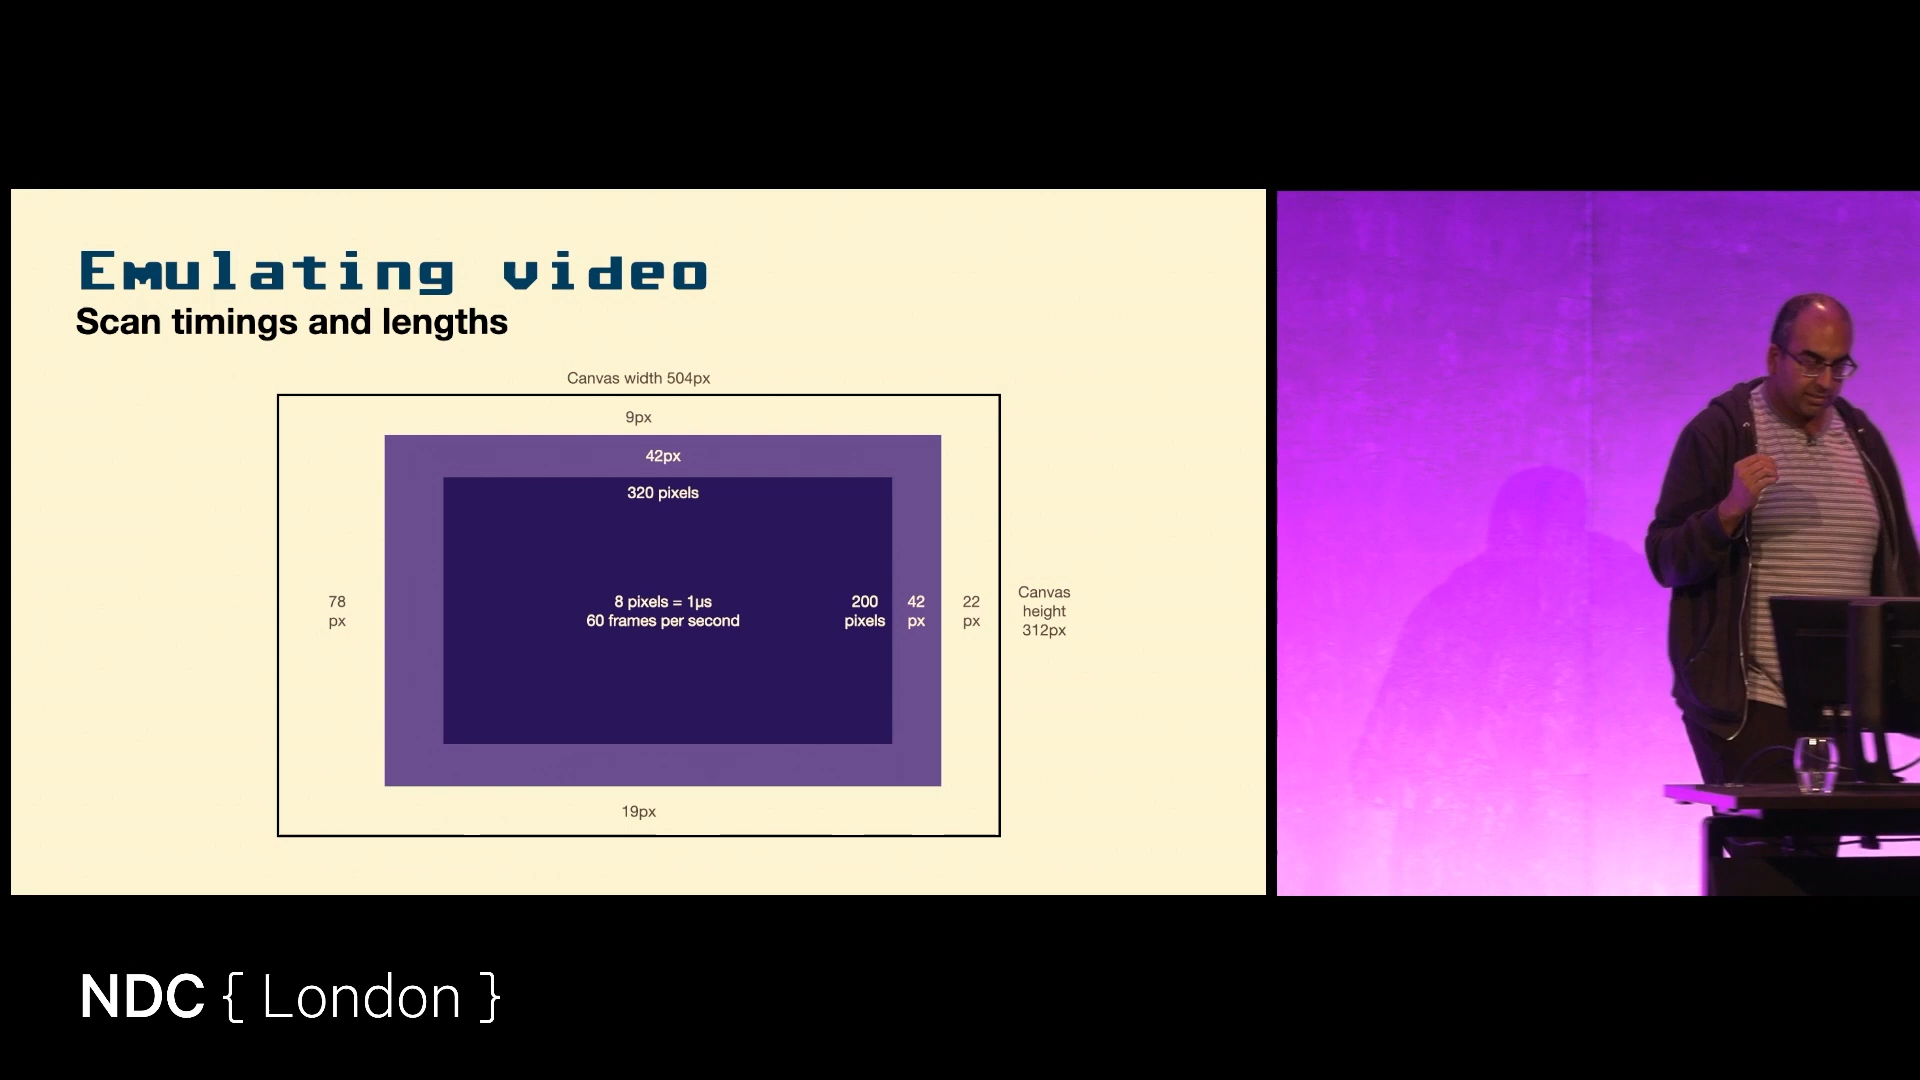 Emulating video
Scan timings and lengths
Canvas width 504px
9px
42px
320 pixels
78
px
8 pixels = 1µs
60 frames per second
200
pixels
42
px
22
px
Canvas
height
312px
19px
NDC { London }